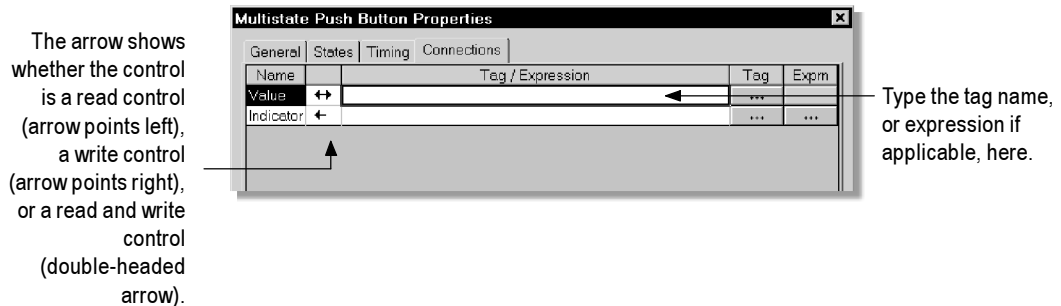 Multistate Push Button Properties
General States Timing Connections
Name Tag / Expression Tag Exprn
Value ↔ ...
Indicator ← ... ...
The arrow shows
whether the control
is a read control
(arrow points left),
a write control
(arrow points right),
or a read and write
control
(double-headed
arrow).
Type the tag name,
or expression if
applicable, here.